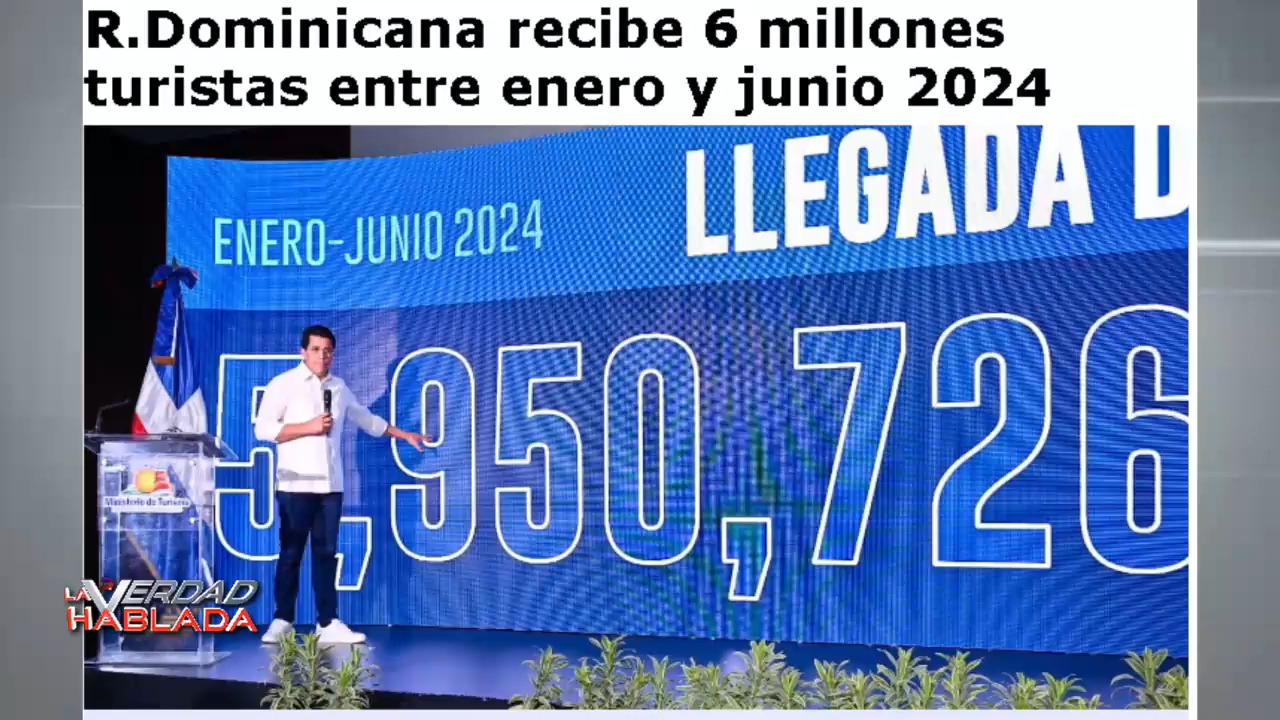 R.Dominicana recibe 6 millones
turistas entre enero y junio 2024
ENERO-JUNIO 2024
LLEGADA D
5,950,726
Ministerio de Turismo
LA VERDAD
HABLADA